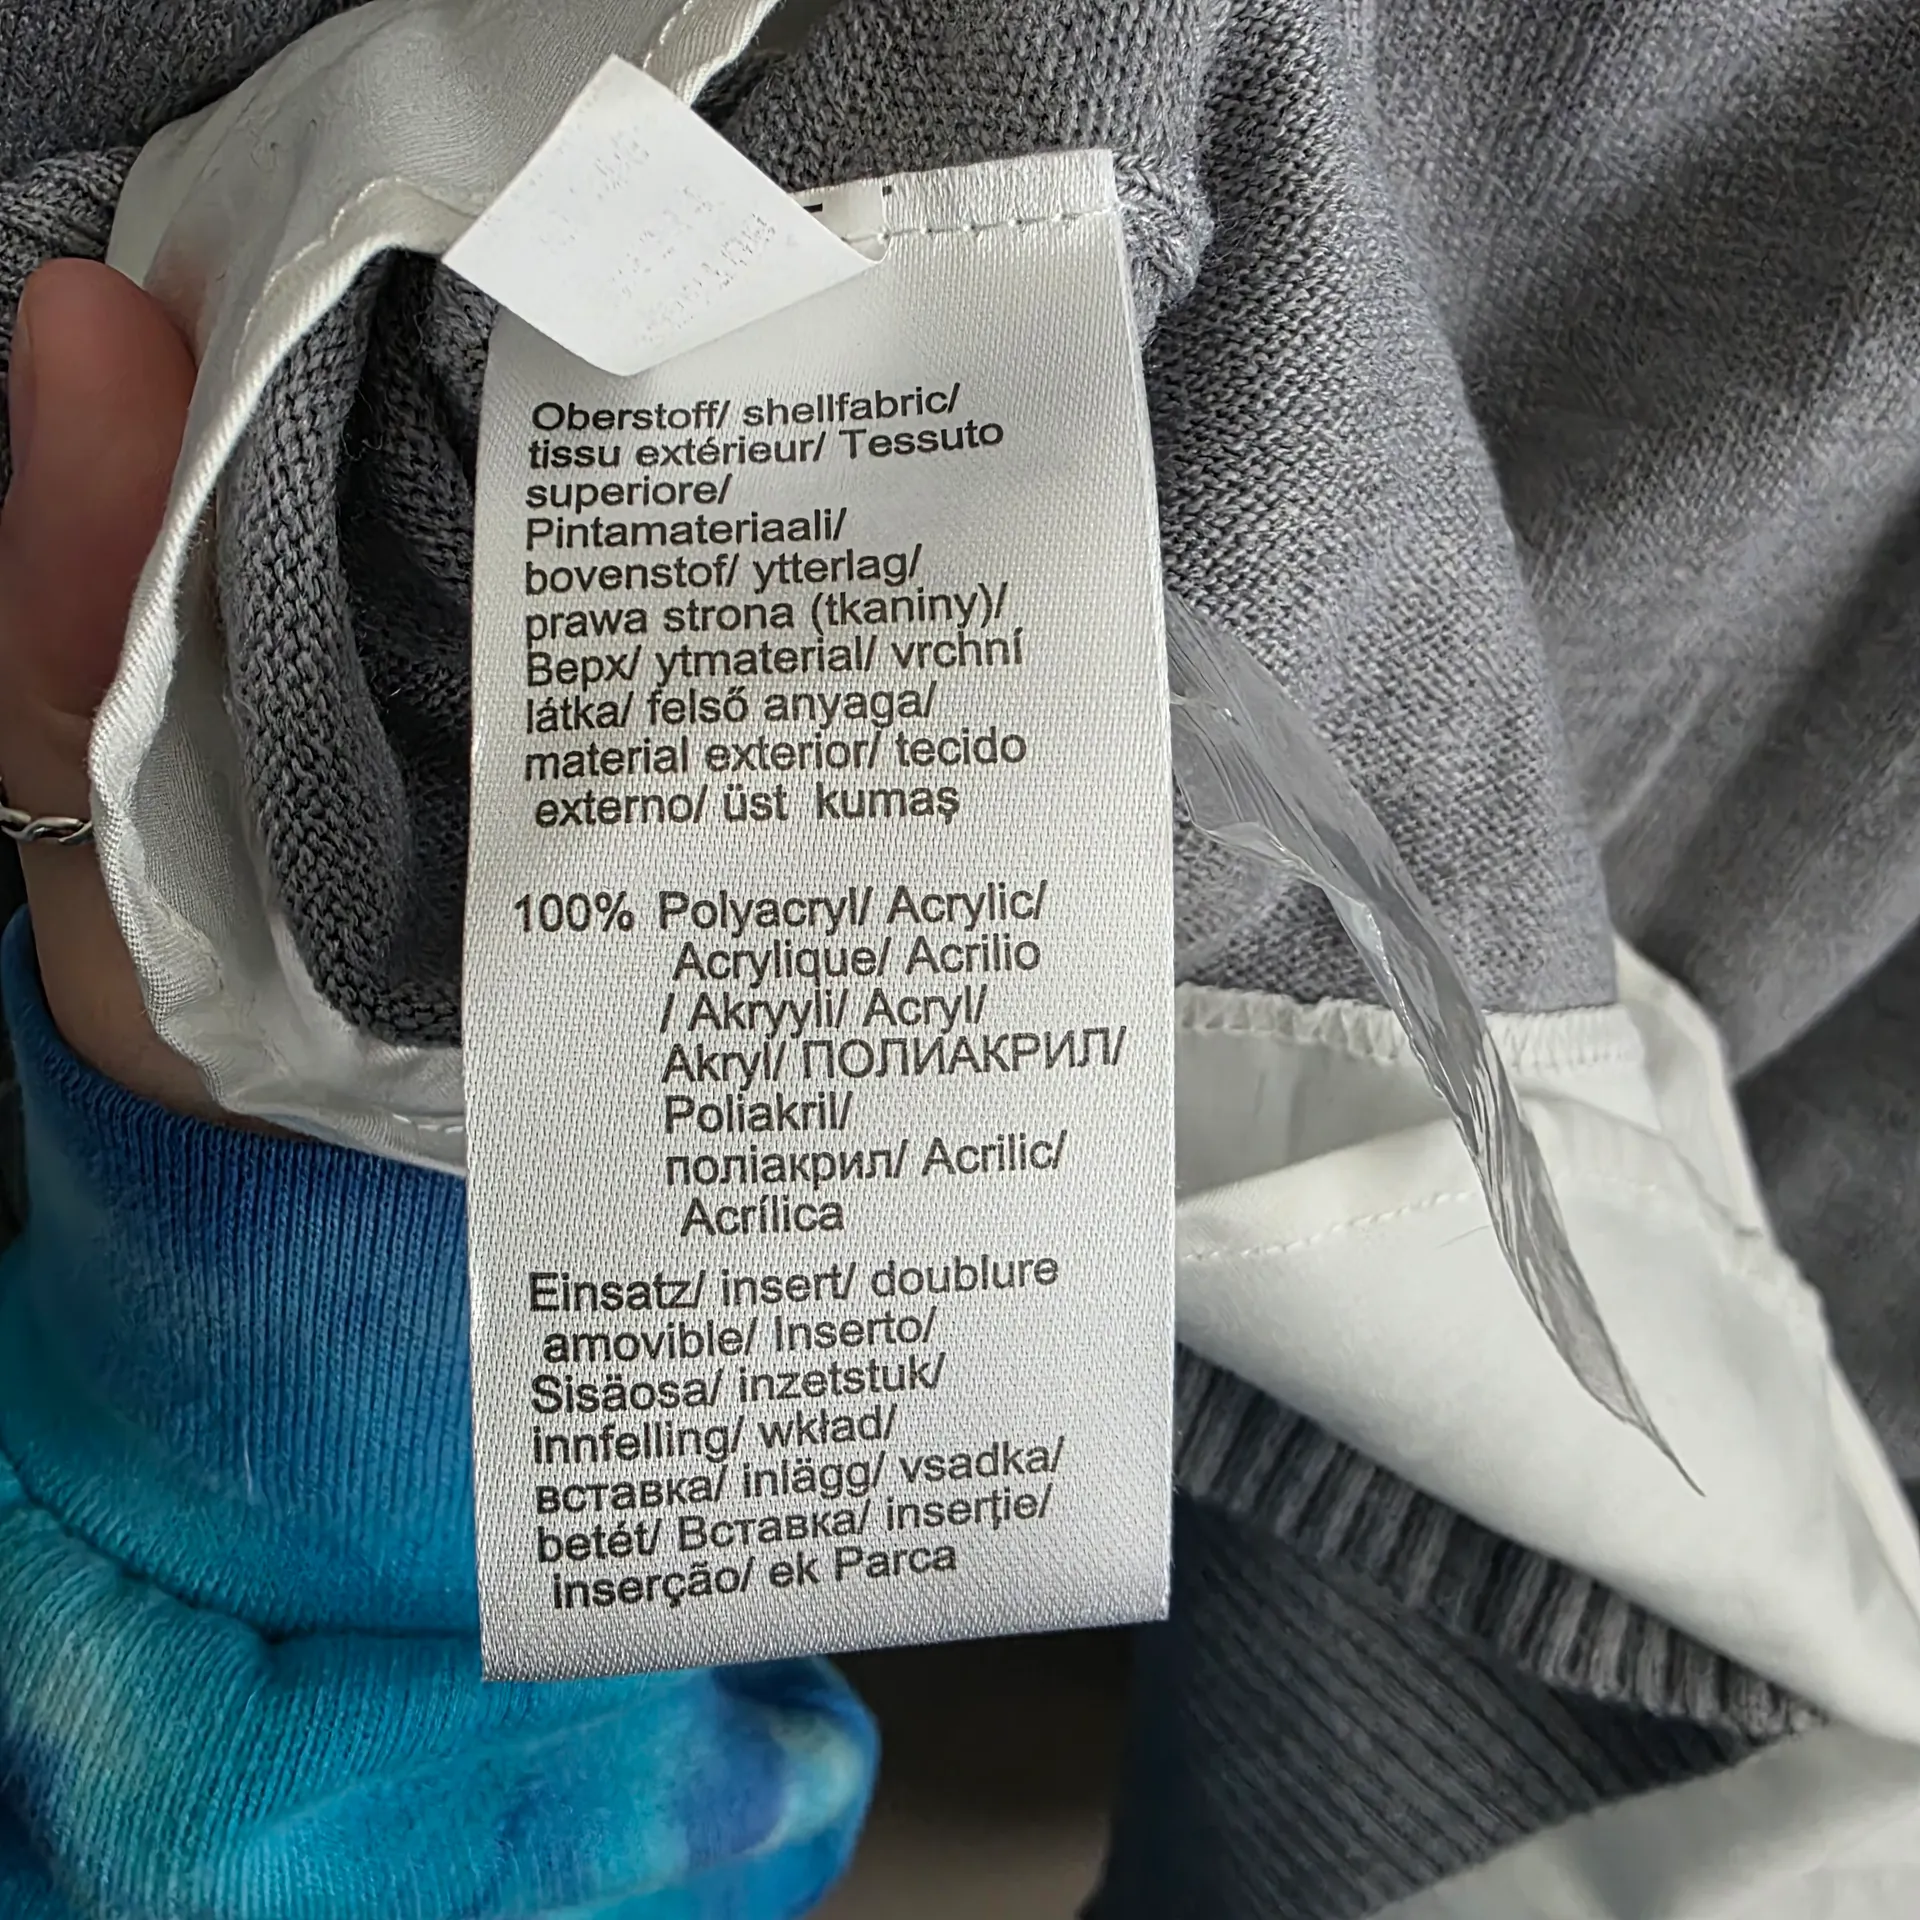 Oberstoff/ shellfabric/
tissu extérieur/ Tessuto
superiore/
Pintamateriaali/
bovenstof/ ytterlag/
prawa strona (tkaniny)/
Верх/ ytmaterial/ vrchní
látka/ felső anyaga/
material exterior/ tecido
externo/ üst kumaş
100% Polyacryl/ Acrylic/
Acrylique/ Acrilio
/ Akryyli/ Acryl/
Akryl/ ПОЛИАКРИЛ/
Poliakril/
поліакрил/ Acrilic/
Acrílica
Einsatz/ insert/ doublure
amovible/ Inserto/
Sisäosa/ inzetstuk/
innfelling/ wkład/
вставка/ inlägg/ vsadka/
betét/ Вставка/ inserţie/
inserção/ ek Parca